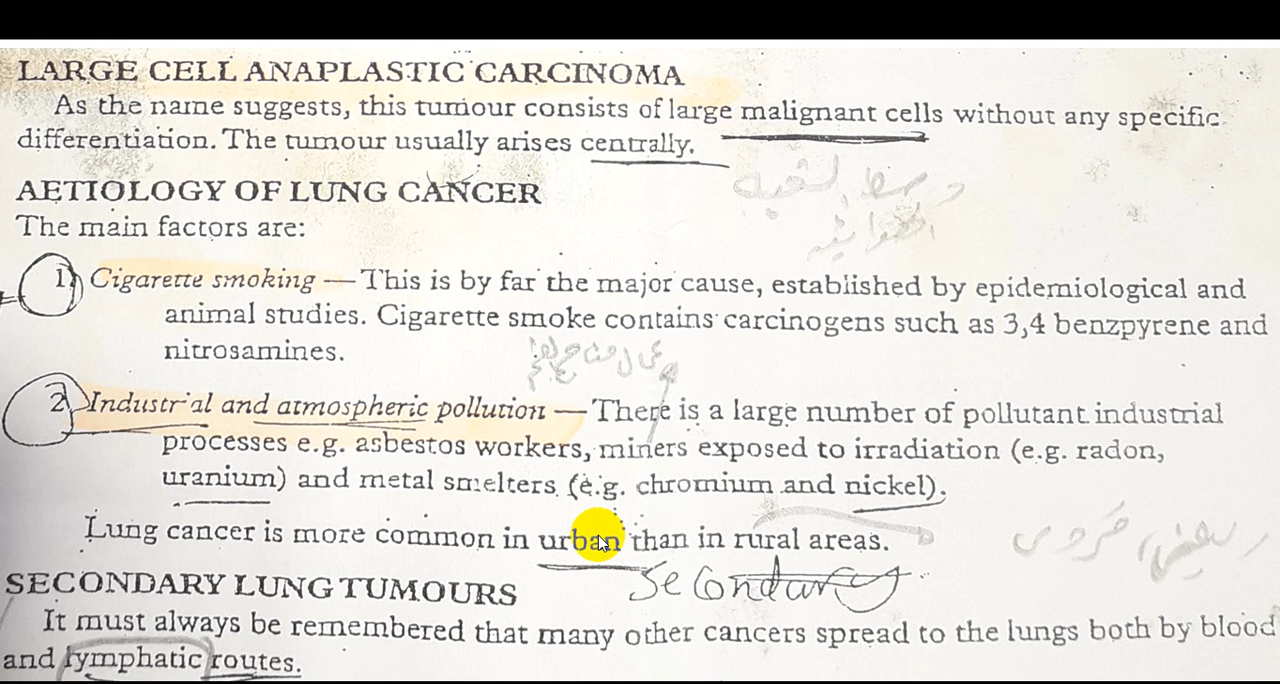 LARGE CELL ANAPLASTIC CARCINOMA
As the name suggests, this tumour consists of large malignant cells without any specific
differentiation. The tumour usually arises centrally.
AETIOLOGY OF LUNG CANCER
The main factors are:
1) Cigarette smoking — This is by far the major cause, established by epidemiological and
animal studies. Cigarette smoke contains carcinogens such as 3,4 benzpyrene and
nitrosamines.
2) Industrial and atmospheric pollution — There is a large number of pollutant industrial
processes e.g. asbestos workers, miners exposed to irradiation (e.g. radon,
uranium) and metal smelters (e.g. chromium and nickel).
Lung cancer is more common in urban than in rural areas.
Secondary
SECONDARY LUNG TUMOURS
It must always be remembered that many other cancers spread to the lungs both by blood
and lymphatic routes.